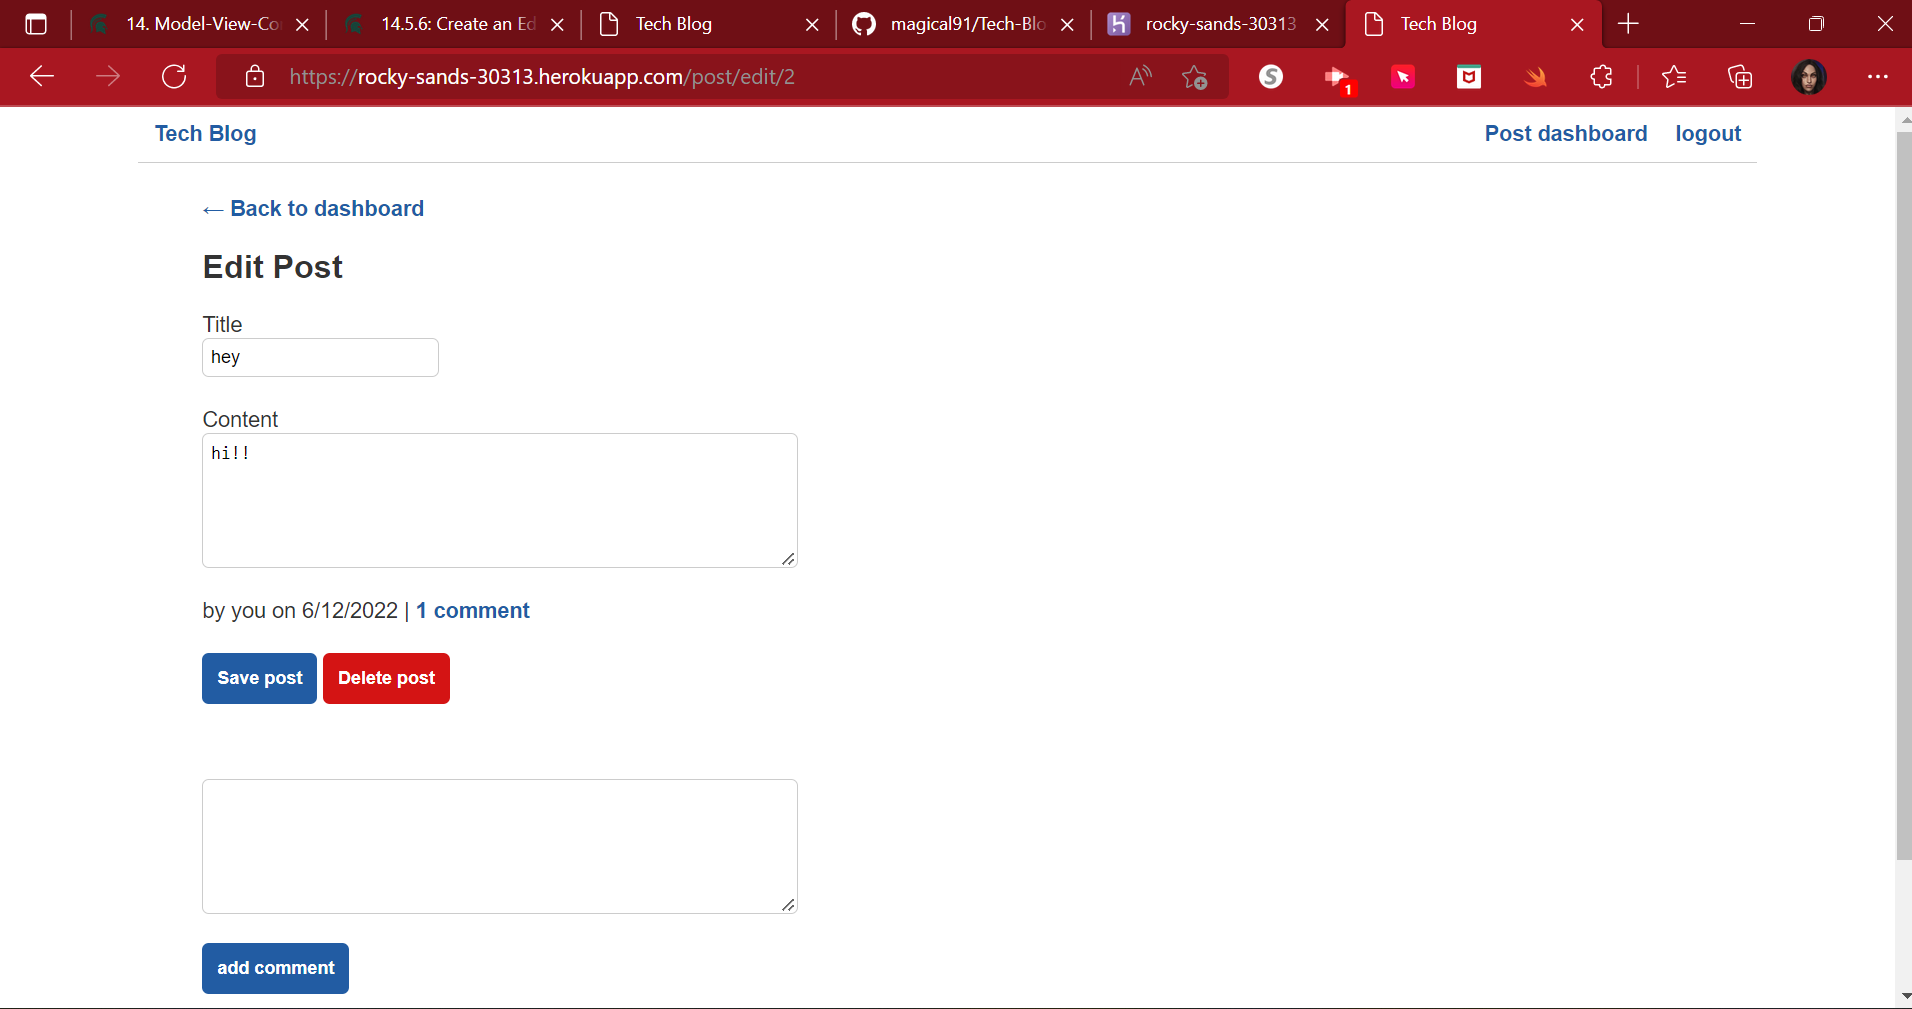 14. Model-View-Co
14.5.6: Create an Ed
Tech Blog
magical91/Tech-Blo
rocky-sands-30313
Tech Blog
https://rocky-sands-30313.herokuapp.com/post/edit/2
1
Tech Blog
Post dashboard
logout
← Back to dashboard
Edit Post
Title
hey
Content
hi!!
by you on 6/12/2022 | 1 comment
Save post
Delete post
add comment